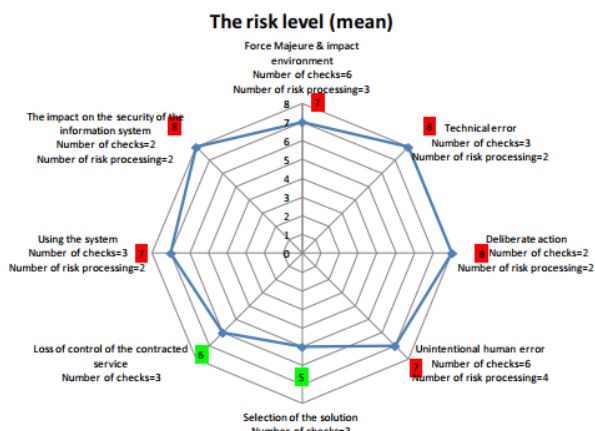 The risk level (mean)
Force Majeure & impact
environment
Number of checks=6
Number of risk processing=3
8
7
7
6
5
4
3
2
1
0
Technical error
Number of checks=3
Number of risk processing=2
8
Deliberate action
Number of checks=2
Number of risk processing=2
8
Unintentional human error
Number of checks=6
Number of risk processing=4
7
Selection of the solution
Number of checks=3
5
Loss of control of the contracted
service
Number of checks=3
6
Using the system
Number of checks=3
Number of risk processing=2
7
The impact on the security of the
information system
Number of checks=2
Number of risk processing=2
8